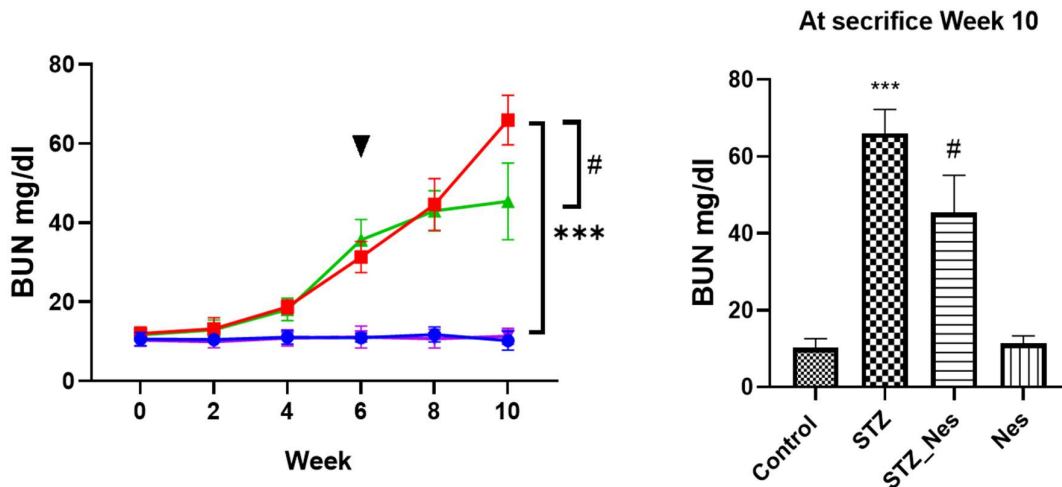 80
60
40
20
0
BUN mg/dl
0 2 4 6 8 10
Week
#
***
At secrifice Week 10
80
60
40
20
0
BUN mg/dl
***
#
Control
STZ
STZ_Nes
Nes